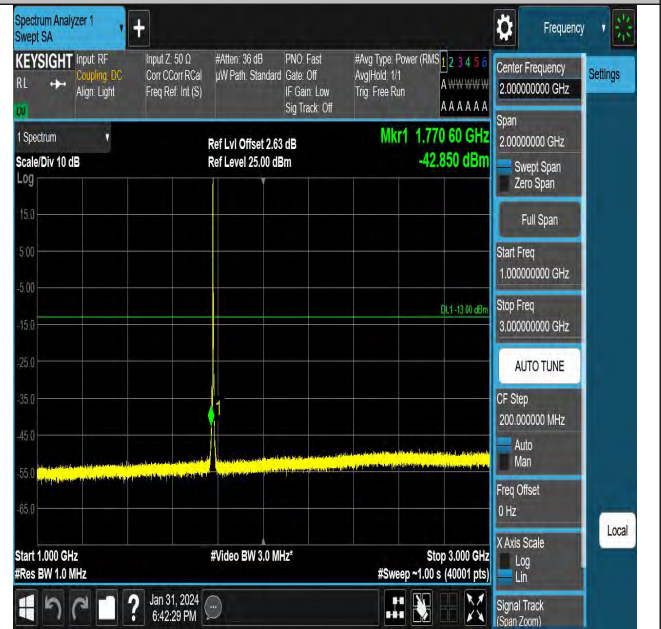 Spectrum Analyzer 1
Swept SA
Frequency
KEYSIGHT
RL
Input: RF
Coupling: DC
Align: Light
Input Z: 50 Ω
Corr CCorr RCal
Freq Ref: Int (S)
#Atten: 36 dB
µW Path: Standard
PNO: Fast
Gate: Off
IF Gain: Low
Sig Track: Off
#Avg Type: Power (RMS
Avg|Hold: 1/1
Trig: Free Run
1 2 3 4 5 6
A W W W W W
A A A A A A
Center Frequency
2.00000000 GHz
Settings
1 Spectrum
Scale/Div 10 dB
Log
Ref Lvl Offset 2.63 dB
Ref Level 25.00 dBm
Mkr1 1.770 60 GHz
-42.850 dBm
Span
2.00000000 GHz
Swept Span
Zero Span
Full Span
Start Freq
1.000000000 GHz
Stop Freq
3.000000000 GHz
AUTO TUNE
CF Step
200.000000 MHz
Auto
Man
Freq Offset
0 Hz
X Axis Scale
Log
Lin
Signal Track
(Span Zoom)
Local
15.0
5.00
-5.00
DL1 -13.00 dBm
-15.0
-25.0
-35.0
1
-45.0
-55.0
-65.0
Start 1.000 GHz
#Video BW 3.0 MHz*
Stop 3.000 GHz
#Res BW 1.0 MHz
#Sweep ~1.00 s (40001 pts)
?
Jan 31, 2024
6:42:29 PM